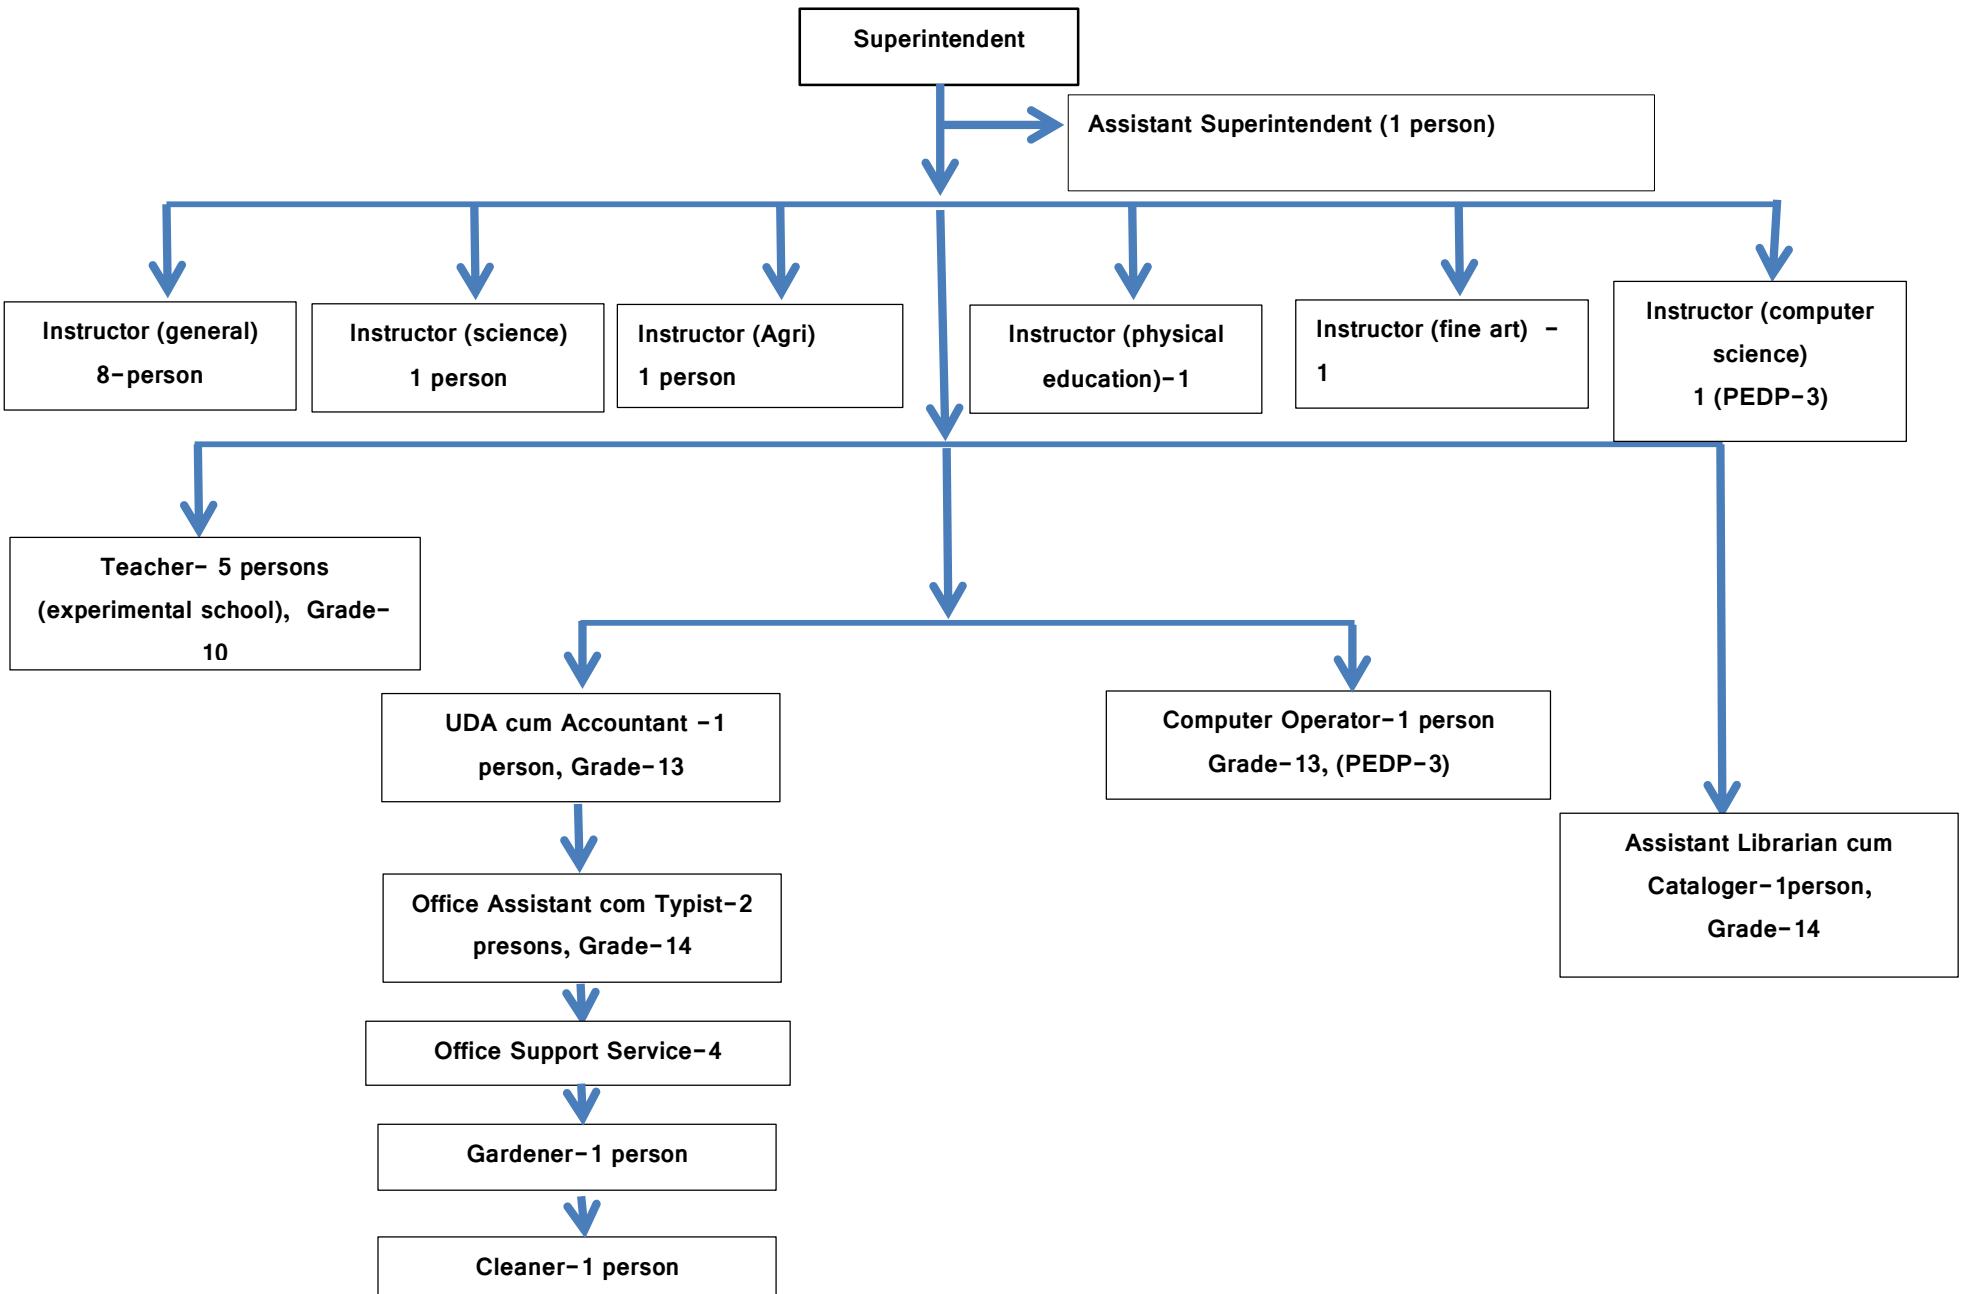 Superintendent
Assistant Superintendent (1 person)
Instructor (general)
8-person
Instructor (science)
1 person
Instructor (Agri)
1 person
Instructor (physical
education)-1
Instructor (fine art) -
1
Instructor (computer
science)
1 (PEDP-3)
Teacher- 5 persons
(experimental school), Grade-
10
UDA cum Accountant -1
person, Grade-13
Computer Operator-1 person
Grade-13, (PEDP-3)
Assistant Librarian cum
Cataloger-1person,
Grade-14
Office Assistant com Typist-2
presons, Grade-14
Office Support Service-4
Gardener-1 person
Cleaner-1 person